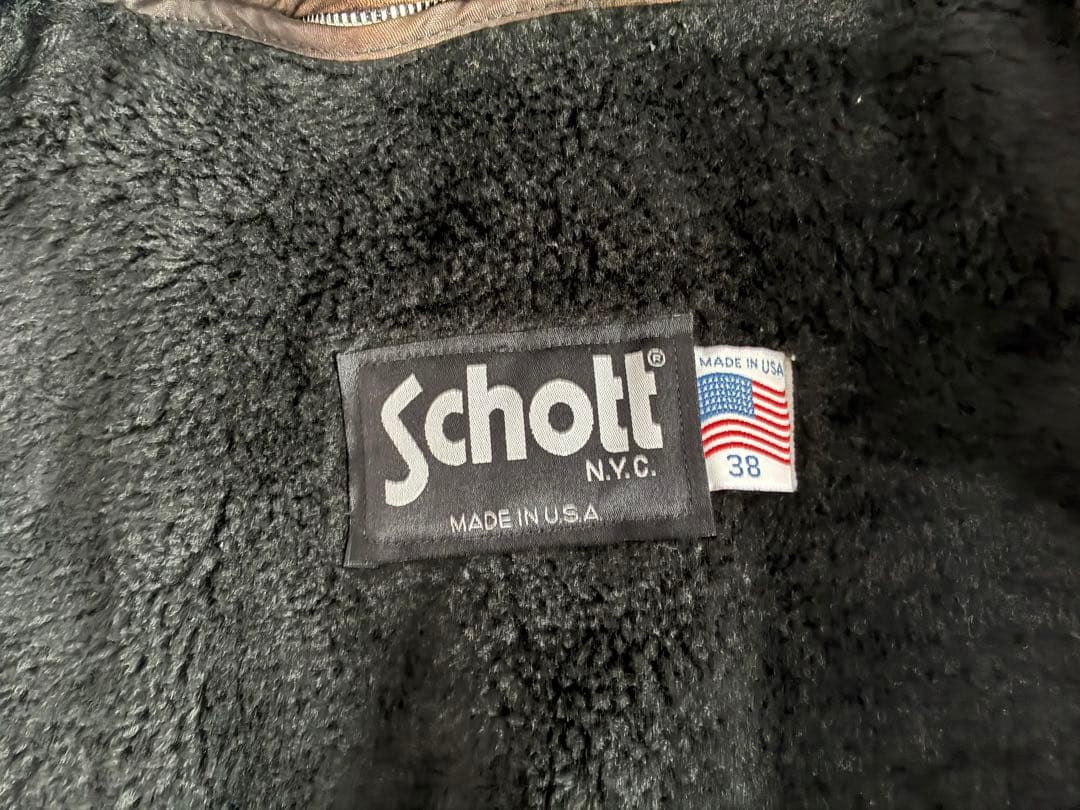 Schott®
N.Y.C.
MADE IN U.S.A
MADE IN USA
38